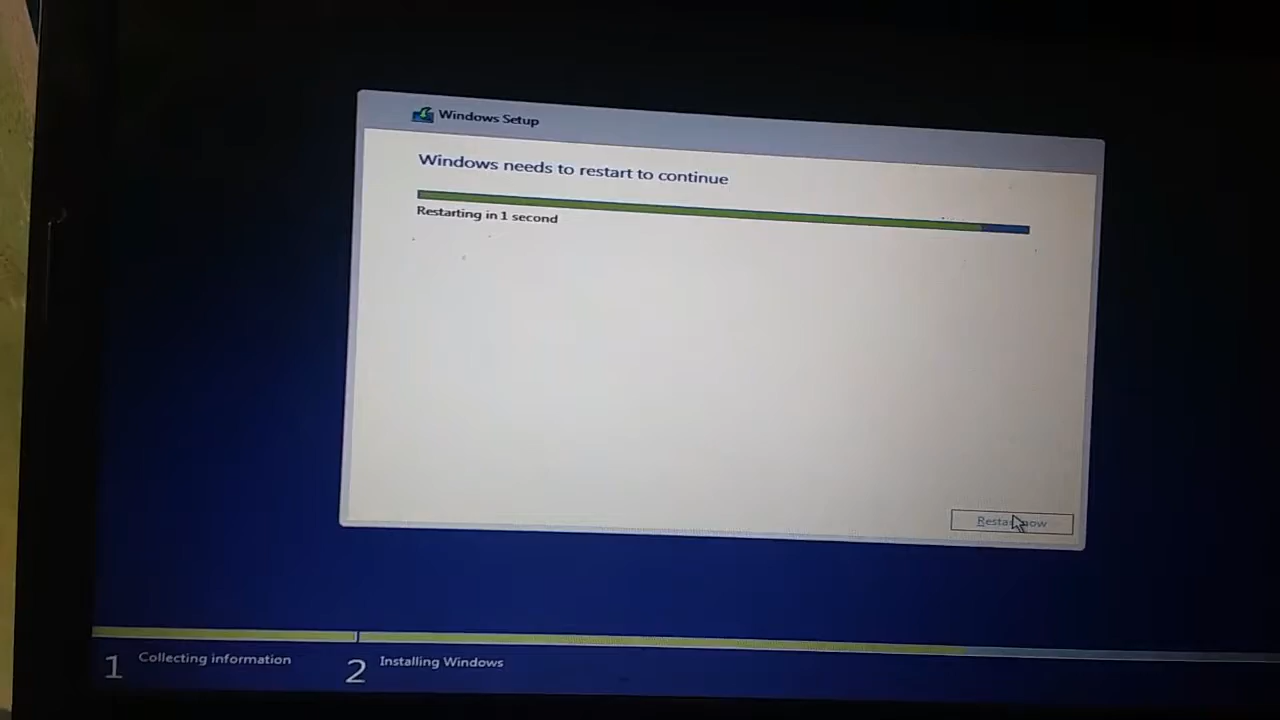 Windows Setup
Windows needs to restart to continue
Restarting in 1 second
1 Collecting information
2 Installing Windows